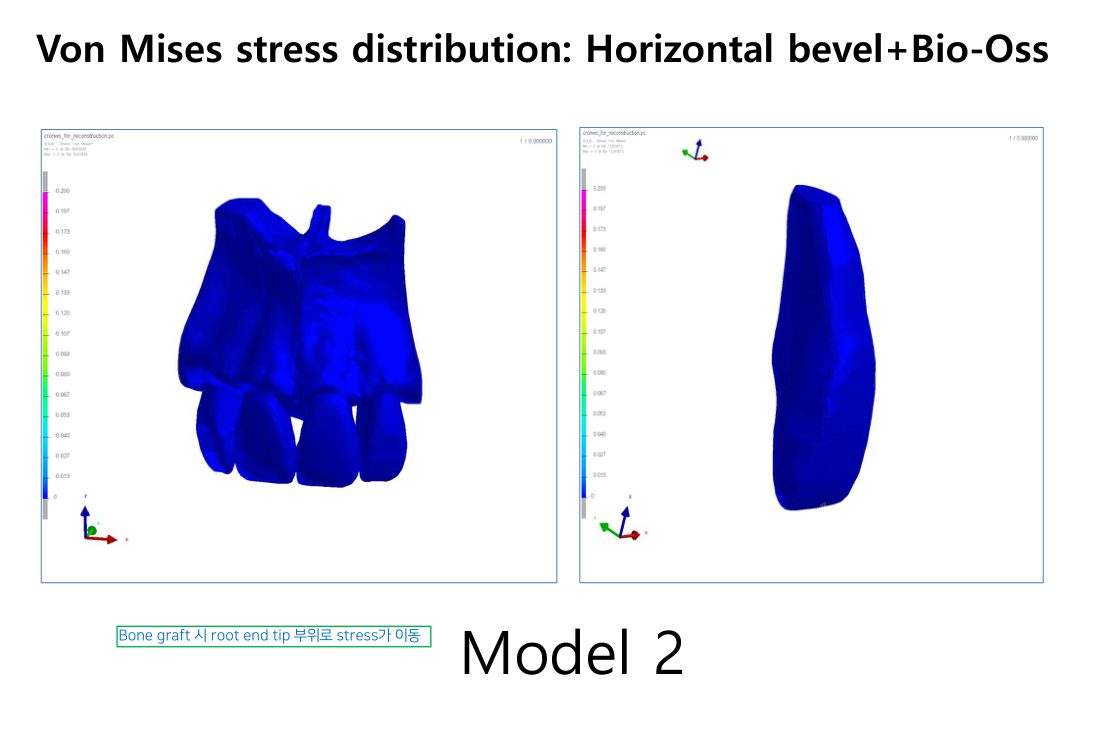 Von Mises stress distribution: Horizontal bevel+Bio-Oss
cronws_for_reconstruction.pc
1 / 0.000000
0.200
0.187
0.173
0.160
0.147
0.133
0.120
0.107
0.093
0.080
0.067
0.053
0.040
0.027
0.013
0
z
x
cronws_for_reconstruction.pc
1 / 0.000000
0.200
0.187
0.173
0.160
0.147
0.133
0.120
0.107
0.093
0.080
0.067
0.053
0.040
0.027
0.013
0
z
x
Bone graft 시 root end tip 부위로 stress가 이동
Model 2